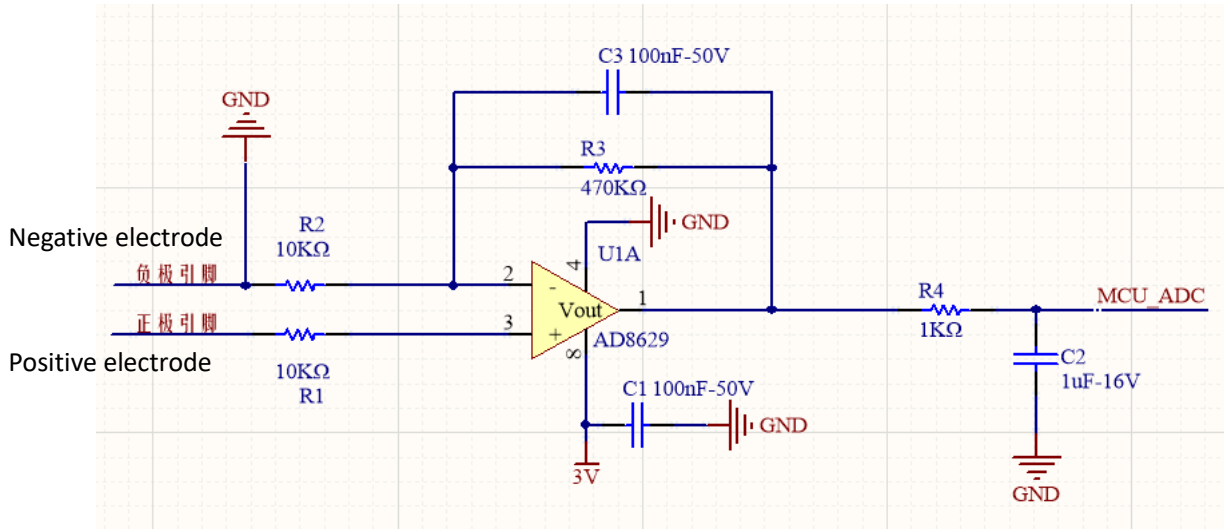 C3 100nF-50V
GND
R3
470KΩ
GND
R2
10KΩ
Negative electrode
负极引脚
U1A
4
2
-
Vout
1
R4
1KΩ
MCU_ADC
正极引脚
3
+
8
AD8629
Positive electrode
10KΩ
R1
C2
1uF-16V
C1 100nF-50V
GND
3V
GND